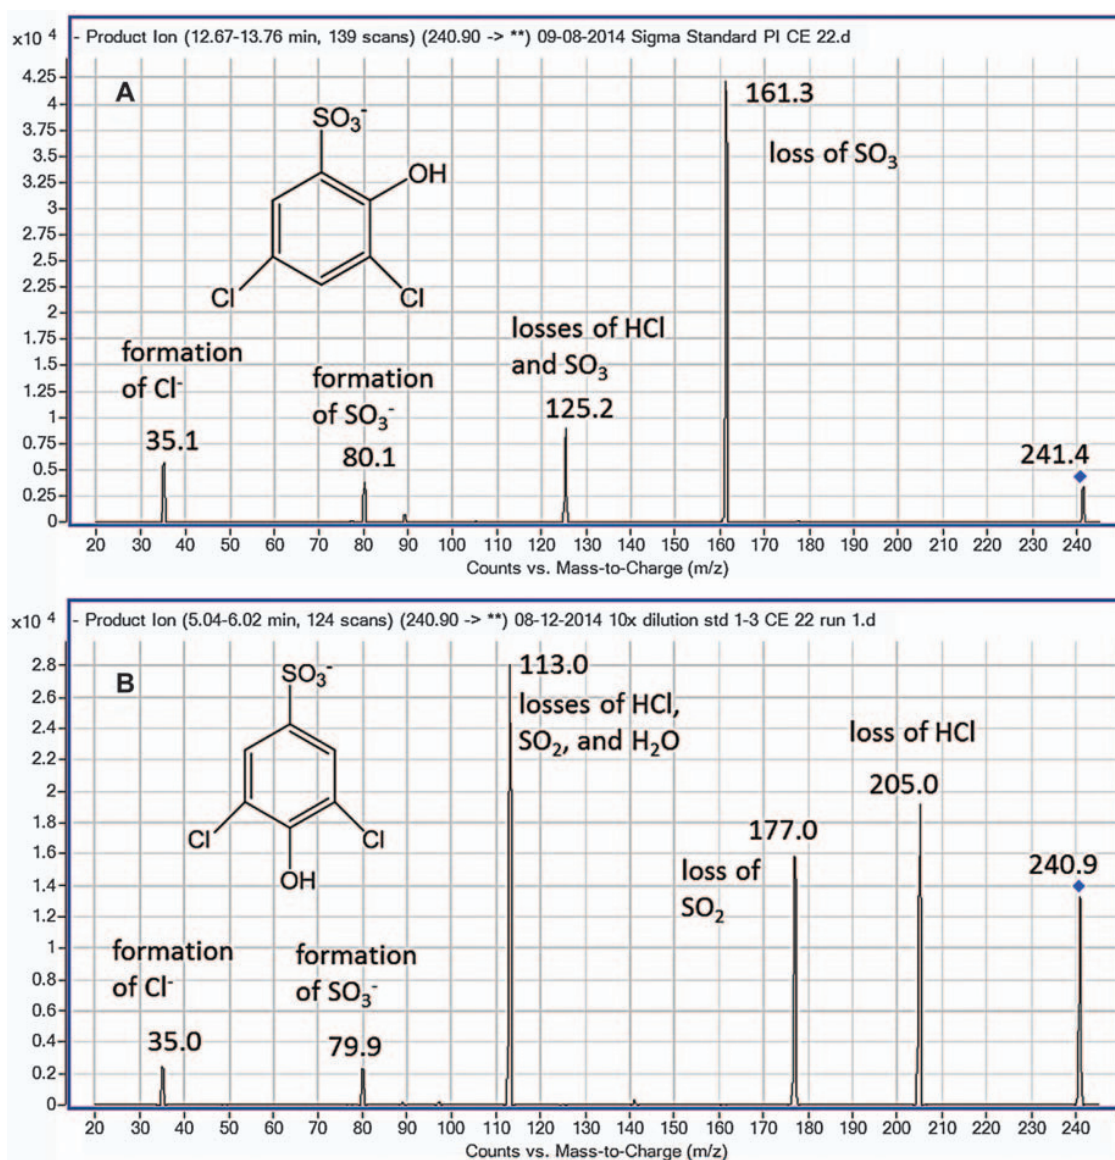 x10 4
- Product Ion (12.67-13.76 min, 139 scans) (240.90 -> **) 09-08-2014 Sigma Standard PI CE 22.d
4.25
4
3.75
3.5
3.25
3
2.75
2.5
2.25
2
1.75
1.5
1.25
1
0.75
0.5
0.25
0
A
SO3-
OH
Cl
Cl
161.3
loss of SO3
formation
of Cl-
35.1
formation
of SO3-
80.1
losses of HCl
and SO3
125.2
241.4
20 30 40 50 60 70 80 90 100 110 120 130 140 150 160 170 180 190 200 210 220 230 240
Counts vs. Mass-to-Charge (m/z)
x10 4
- Product Ion (5.04-6.02 min, 124 scans) (240.90 -> **) 08-12-2014 10x dilution std 1-3 CE 22 run 1.d
2.8
2.6
2.4
2.2
2
1.8
1.6
1.4
1.2
1
0.8
0.6
0.4
0.2
0
B
SO3-
Cl
Cl
OH
113.0
losses of HCl,
SO2, and H2O
loss of HCl
205.0
177.0
loss of
SO2
240.9
formation
of Cl-
35.0
formation
of SO3-
79.9
20 30 40 50 60 70 80 90 100 110 120 130 140 150 160 170 180 190 200 210 220 230 240
Counts vs. Mass-to-Charge (m/z)